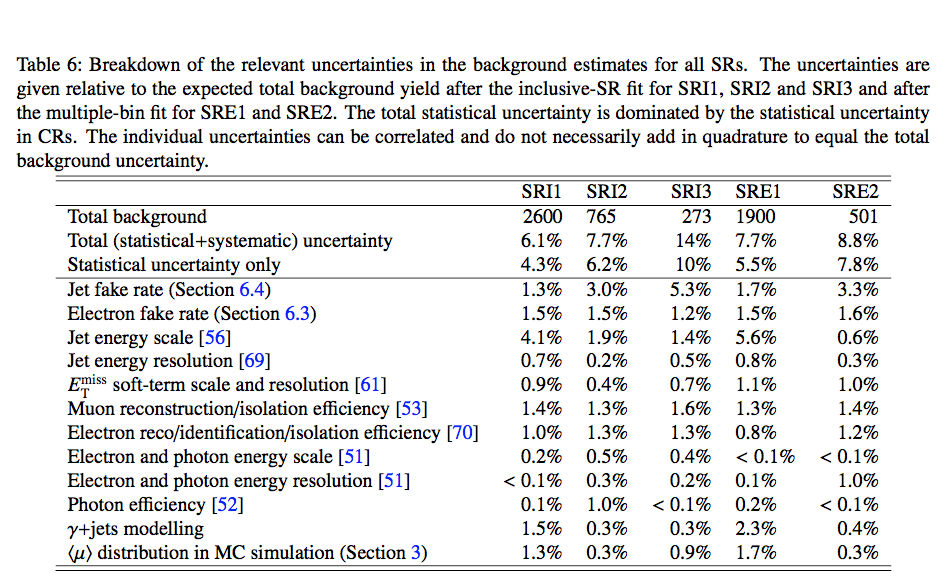 Table 6: Breakdown of the relevant uncertainties in the background estimates for all SRs. The uncertainties are
given relative to the expected total background yield after the inclusive-SR fit for SRI1, SRI2 and SRI3 and after
the multiple-bin fit for SRE1 and SRE2. The total statistical uncertainty is dominated by the statistical uncertainty
in CRs. The individual uncertainties can be correlated and do not necessarily add in quadrature to equal the total
background uncertainty.
SRI1 SRI2 SRI3 SRE1 SRE2
Total background 2600 765 273 1900 501
Total (statistical+systematic) uncertainty 6.1% 7.7% 14% 7.7% 8.8%
Statistical uncertainty only 4.3% 6.2% 10% 5.5% 7.8%
Jet fake rate (Section 6.4) 1.3% 3.0% 5.3% 1.7% 3.3%
Electron fake rate (Section 6.3) 1.5% 1.5% 1.2% 1.5% 1.6%
Jet energy scale [56] 4.1% 1.9% 1.4% 5.6% 0.6%
Jet energy resolution [69] 0.7% 0.2% 0.5% 0.8% 0.3%
E_T^miss soft-term scale and resolution [61] 0.9% 0.4% 0.7% 1.1% 1.0%
Muon reconstruction/isolation efficiency [53] 1.4% 1.3% 1.6% 1.3% 1.4%
Electron reco/identification/isolation efficiency [70] 1.0% 1.3% 1.3% 0.8% 1.2%
Electron and photon energy scale [51] 0.2% 0.5% 0.4% < 0.1% < 0.1%
Electron and photon energy resolution [51] < 0.1% 0.3% 0.2% 0.1% 1.0%
Photon efficiency [52] 0.1% 1.0% < 0.1% 0.2% < 0.1%
γ+jets modelling 1.5% 0.3% 0.3% 2.3% 0.4%
⟨μ⟩ distribution in MC simulation (Section 3) 1.3% 0.3% 0.9% 1.7% 0.3%